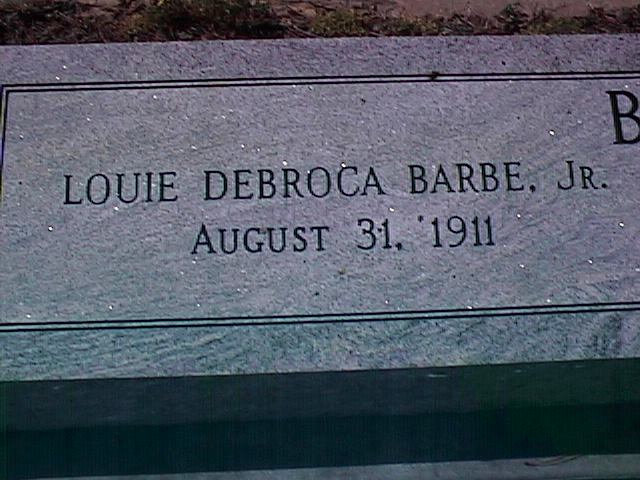 B
LOUIE DEBROCA BARBE, JR.
AUGUST 31, 1911